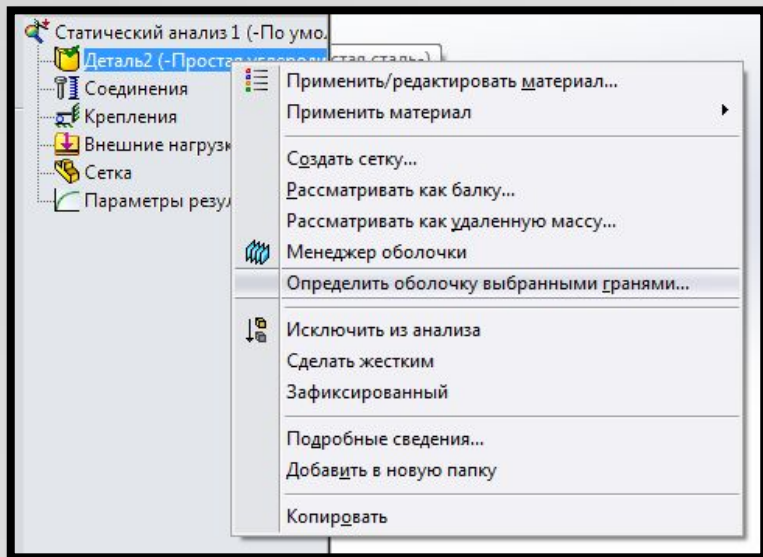 Статический анализ 1 (-По умо.
Деталь2 (-Простая углероди
Соединения
Крепления
Внешние нагрузк
Сетка
Параметры резул
Применить/редактировать материал...
Применить материал
Создать сетку...
Рассматривать как балку...
Рассматривать как удаленную массу...
Менеджер оболочки
Определить оболочку выбранными гранями...
Исключить из анализа
Сделать жестким
Зафиксированный
Подробные сведения...
Добавить в новую папку
Копировать